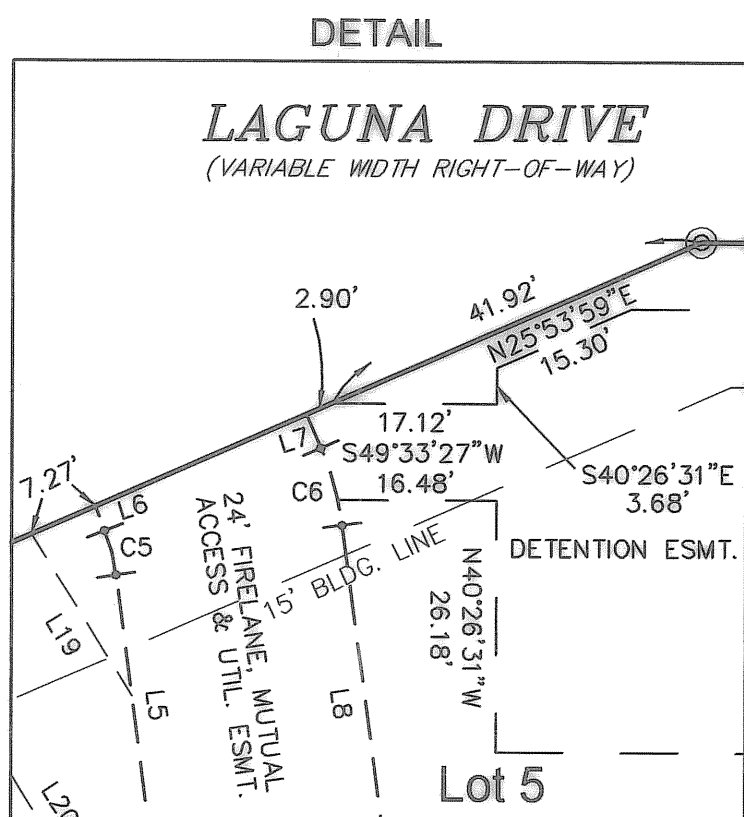 DETAIL
LAGUNA DRIVE
(VARIABLE WIDTH RIGHT-OF-WAY)
2.90'
41.92'
N25°53'59"E
15.30'
L7
17.12'
S49°33'27"W
16.48'
S40°26'31"E
3.68'
7.27'
L6
C6
C5
24' FIRELANE, MUTUAL
ACCESS & UTIL. ESMT.
15' BLDG. LINE
DETENTION ESMT.
N40°26'31"W
26.18'
L19
L5
L8
Lot 5
L20